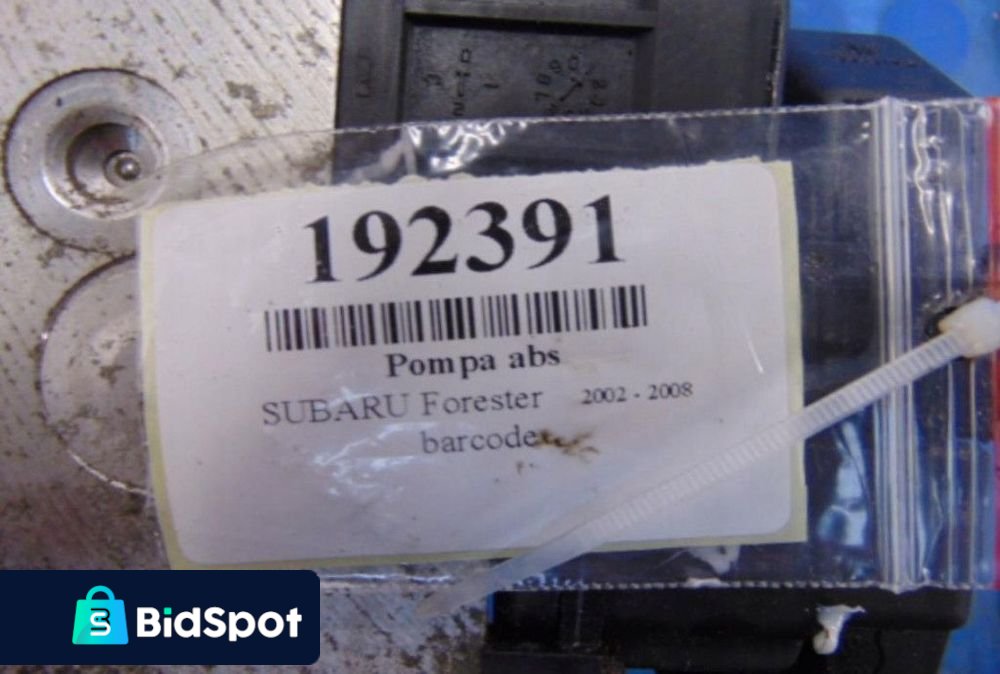 192391
Pompa abs
SUBARU Forester 2002 - 2008
barcode
BidSpot